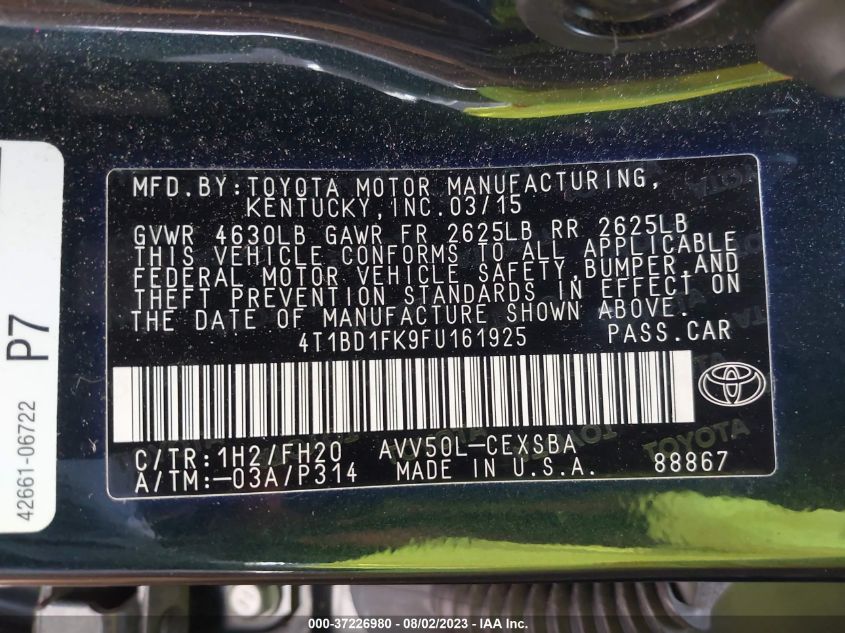 MFD.BY:TOYOTA MOTOR MANUFACTURING,
KENTUCKY,INC.03/15
GVWR 4630LB GAWR FR 2625LB RR 2625LB
THIS VEHICLE CONFORMS TO ALL APPLICABLE
FEDERAL MOTOR VEHICLE SAFETY,BUMPER,AND
THEFT PREVENTION STANDARDS IN EFFECT ON
THE DATE OF MANUFACTURE SHOWN ABOVE.
4T1BD1FK9FU161925 PASS.CAR
C/TR:1H2/FH20 AVV50L-CEXSBA
A/TM:-03A/P314 MADE IN U.S.A. 88867
P7
42661-06722
000-37226980 - 08/02/2023 - IAA Inc.